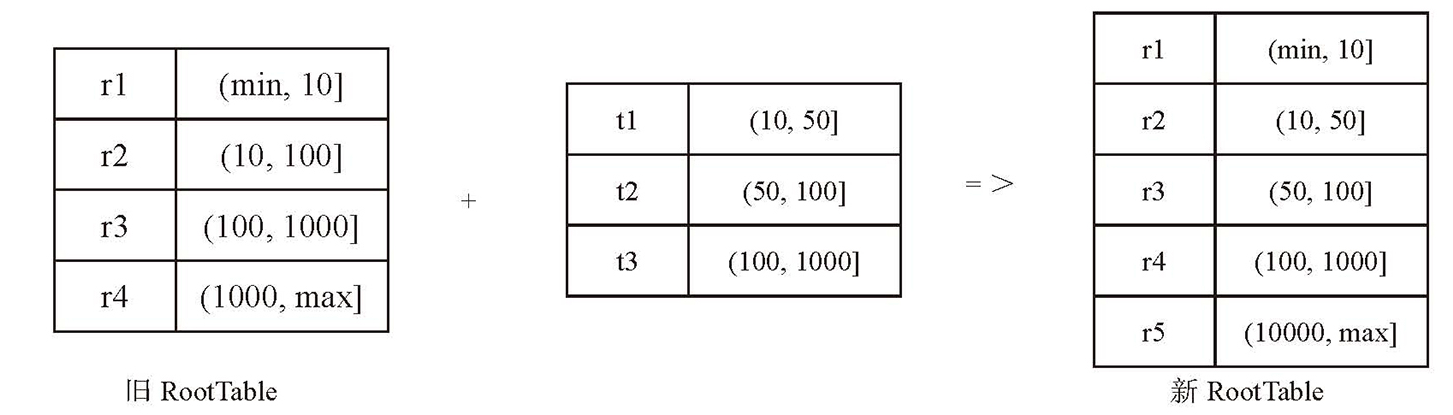 r1 (min, 10]
r2 (10, 100]
r3 (100, 1000]
r4 (1000, max]
旧 RootTable
+
t1 (10, 50]
t2 (50, 100]
t3 (100, 1000]
= >
r1 (min, 10]
r2 (10, 50]
r3 (50, 100]
r4 (100, 1000]
r5 (10000, max]
新 RootTable